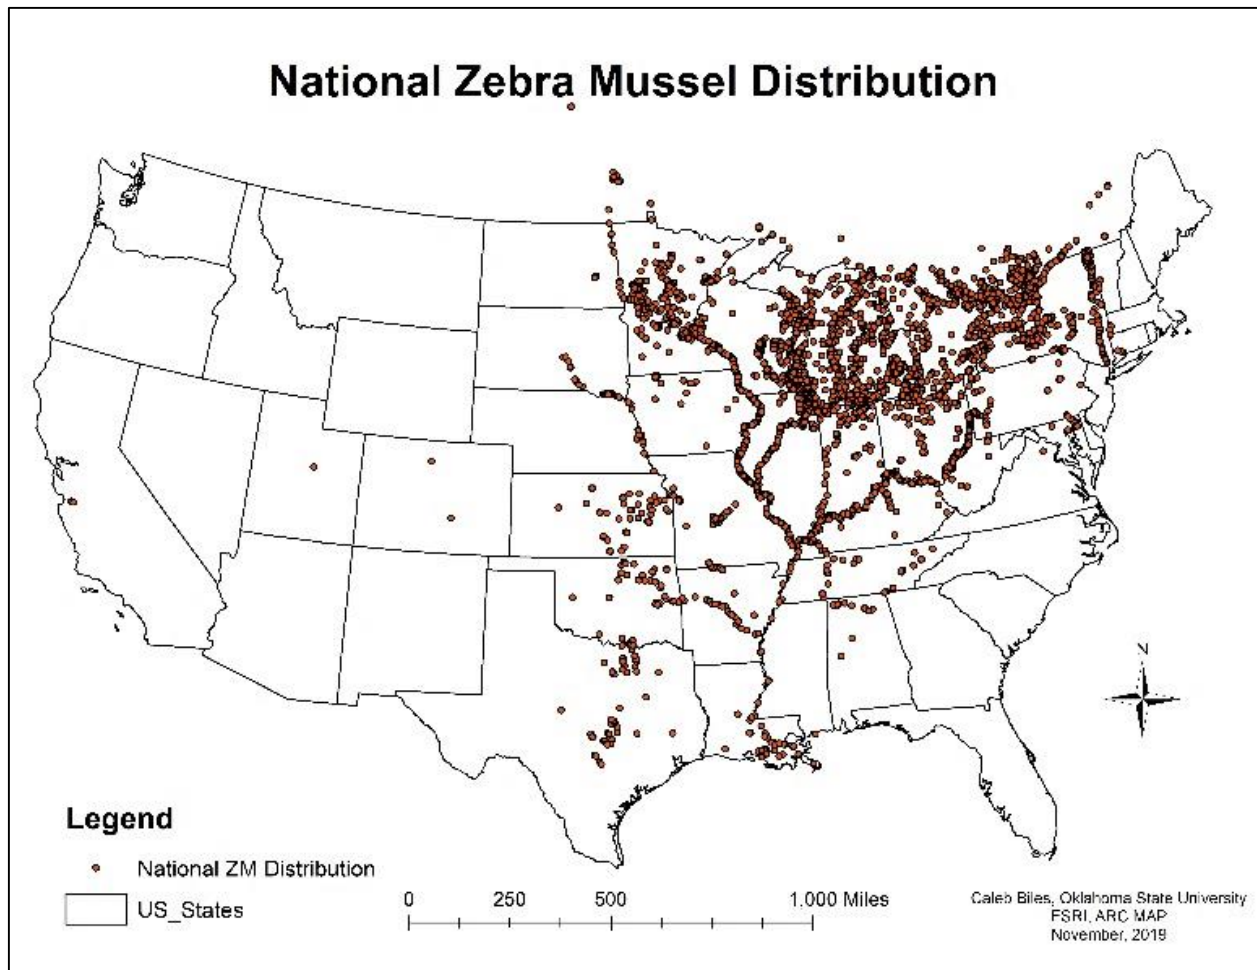 National Zebra Mussel Distribution
N
Legend
National ZM Distribution
US_States
0 250 500 1,000 Miles
Caleb Biles, Oklahoma State University
ESRI, ARC MAP
November, 2019